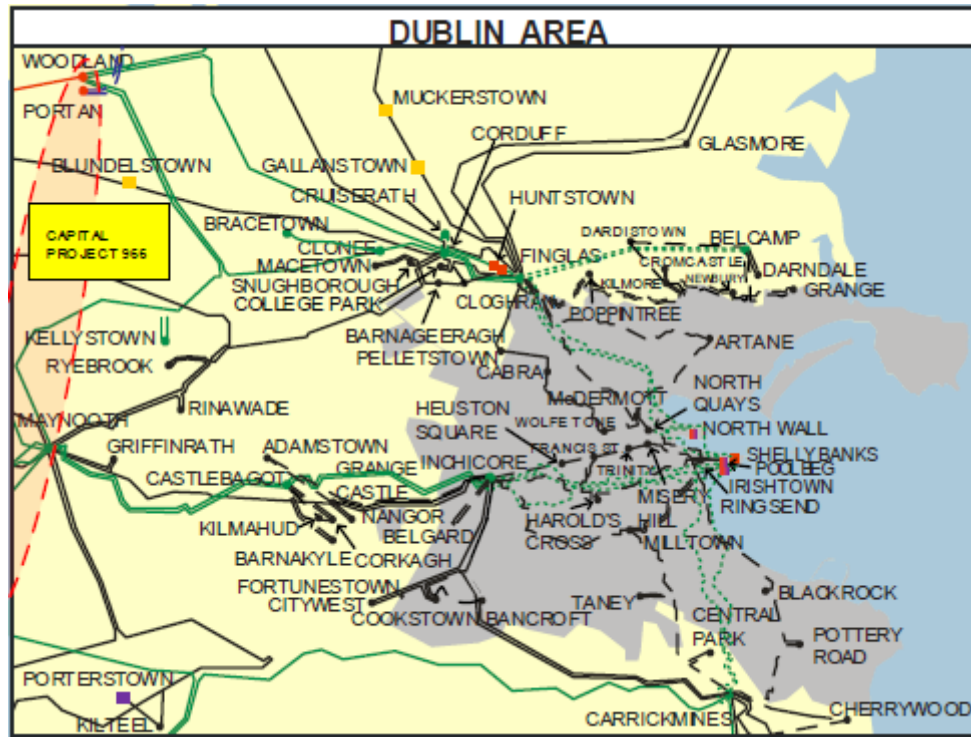 DUBLIN AREA
WOODLAND
PORTAN
MUCKERSTOWN
CORDUFF
GLASMORE
BLUNDELSTOWN
GALLANSTOWN
CRUISERATH
HUNTSTOWN
BRACETOWN
DARDISTOWN
BELCAMP
CAPITAL
PROJECT 966
CLONEE
FINGLAS
CROMCASTLE
MACETOWN
DARNDALE
SNUGHBOROUGH
KILMORE
NEWBURY
GRANGE
COLLEGE PARK
CLOGHRAN
POPPINTREE
KELLYSTOWN
BARNAGEERAGH
ARTANE
RYEBROOK
PELLETSTOWN
CABRA
McDERMOTT
NORTH
QUAYS
RINAWADE
HEUSTON
SQUARE
WOLFE TONE
NORTH WALL
MAYNOOTH
GRIFFINRATH
ADAMSTOWN
FRANCIS ST
SHELLYBANKS
CASTLEBAGOT
GRANGE
CASTLE
INCHICORE
TRINITY
POOLBEG
IRISHTOWN
RINGSEND
MISERY
HILL
KILMAHUD
NANGOR
BELGARD
HAROLD'S
CROSS
MILLTOWN
BARNAKYLE
CORKAGH
FORTUNESTOWN
CITYWEST
TANEY
BLACKROCK
COOKSTOWN
BANCROFT
CENTRAL
PARK
POTTERY
ROAD
PORTERSTOWN
KILTEEL
CARRICKMINES
CHERRYWOOD